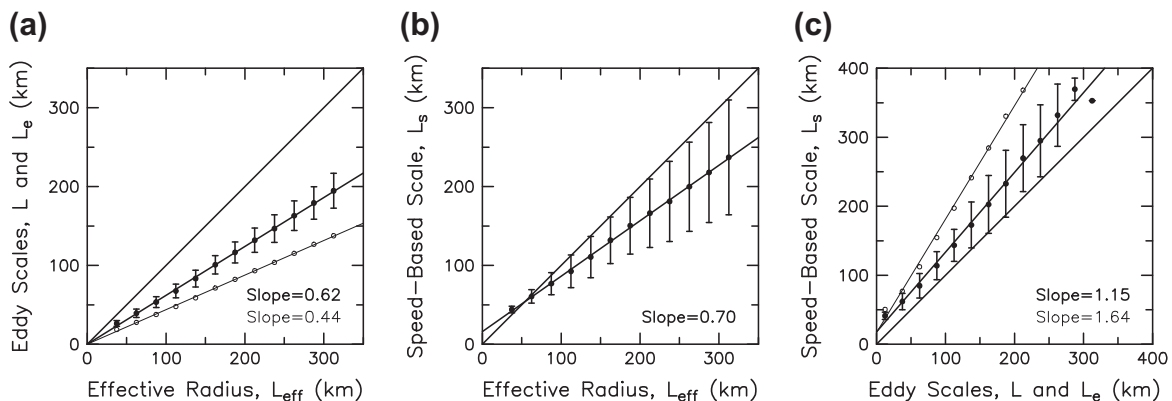 (a)
Eddy Scales, L and Le (km)
300
200
100
0
0
100
200
300
Slope=0.62
Slope=0.44
Effective Radius, Leff (km)
(b)
Speed-Based Scale, Ls (km)
300
200
100
0
0
100
200
300
Slope=0.70
Effective Radius, Leff (km)
(c)
Speed-Based Scale, Ls (km)
400
300
200
100
0
0
100
200
300
400
Slope=1.15
Slope=1.64
Eddy Scales, L and Le (km)